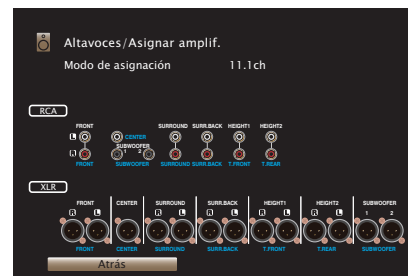 Altavoces/Asignar amplif.
Modo de asignación 11.1ch
RCA
FRONT SURROUND SURR.BACK HEIGHT1 HEIGHT2
L CENTER
SUBWOOFER
R 1 2
FRONT SUBWOOFER SURROUND SURR.BACK T.FRONT T.REAR
XLR
FRONT CENTER SURROUND SURR.BACK HEIGHT1 HEIGHT2 SUBWOOFER
R L R L R L R L R L 1 2
FRONT CENTER SURROUND SURR.BACK T.FRONT T.REAR SUBWOOFER
Atrás